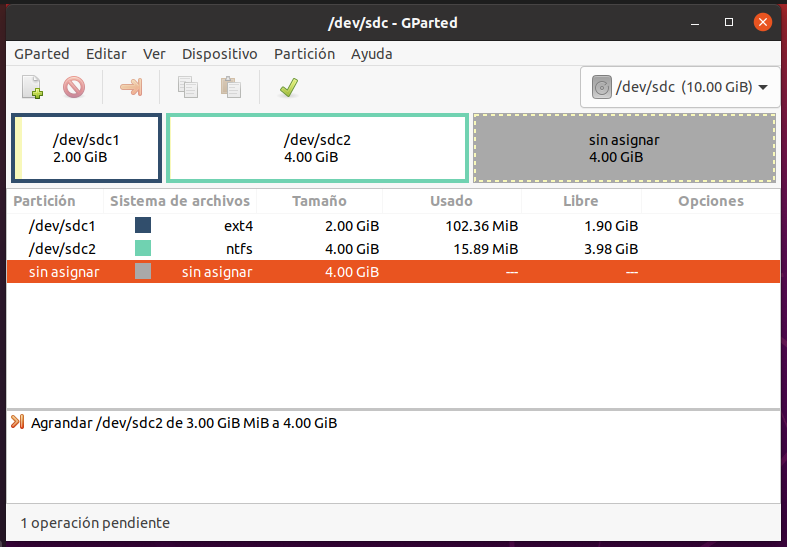 /dev/sdc - GParted
GParted Editar Ver Dispositivo Partición Ayuda
/dev/sdc (10.00 GiB)
/dev/sdc1
2.00 GiB
/dev/sdc2
4.00 GiB
sin asignar
4.00 GiB
Partición Sistema de archivos Tamaño Usado Libre Opciones
/dev/sdc1 ext4 2.00 GiB 102.36 MiB 1.90 GiB
/dev/sdc2 ntfs 4.00 GiB 15.89 MiB 3.98 GiB
sin asignar sin asignar 4.00 GiB --- ---
Agrandar /dev/sdc2 de 3.00 GiB MiB a 4.00 GiB
1 operación pendiente